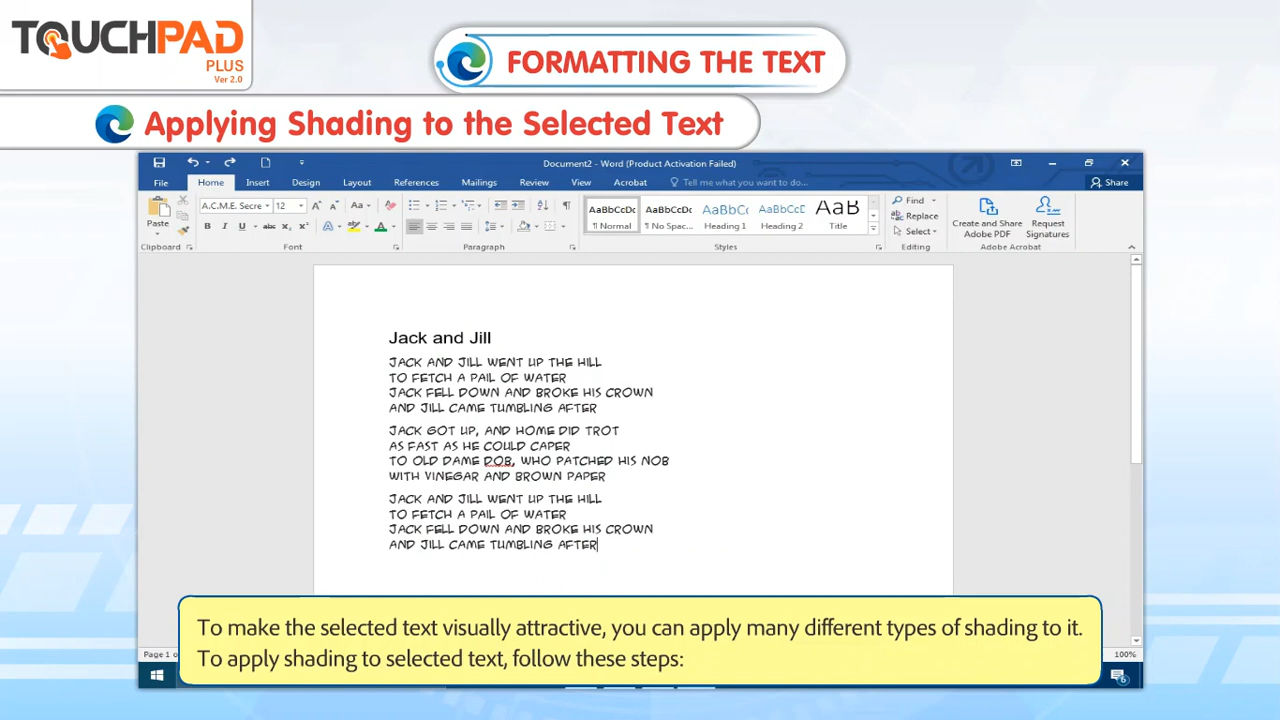 TOUCHPAD
PLUS
Ver 2.0
FORMATTING THE TEXT
Applying Shading to the Selected Text
Document2 - Word (Product Activation Failed)
File Home Insert Design Layout References Mailings Review View Acrobat Tell me what you want to do... Share
Paste
Clipboard
A.C.M.E. Secre 12 Aa
B I U abc x₂ x² A A
Font
Paragraph
AaBbCcDc AaBbCcDc AaBbCc AaBbCcD AaB
¶ Normal ¶ No Spac... Heading 1 Heading 2 Title
Styles
Find
Replace
Select
Editing
Create and Share Adobe PDF
Request Signatures
Adobe Acrobat
Jack and Jill
JACK AND JILL WENT UP THE HILL
TO FETCH A PAIL OF WATER
JACK FELL DOWN AND BROKE HIS CROWN
AND JILL CAME TUMBLING AFTER
JACK GOT UP, AND HOME DID TROT
AS FAST AS HE COULD CAPER
TO OLD DAME DOB, WHO PATCHED HIS NOB
WITH VINEGAR AND BROWN PAPER
JACK AND JILL WENT UP THE HILL
TO FETCH A PAIL OF WATER
JACK FELL DOWN AND BROKE HIS CROWN
AND JILL CAME TUMBLING AFTER
To make the selected text visually attractive, you can apply many different types of shading to it.
To apply shading to selected text, follow these steps:
Page 1 100%
6